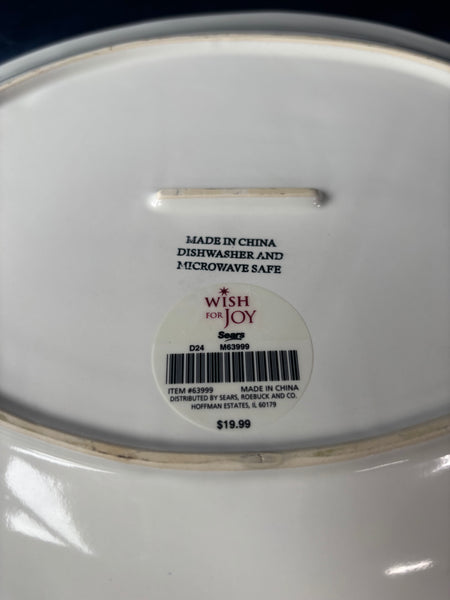 MADE IN CHINA
DISHWASHER AND
MICROWAVE SAFE
WISH
FOR JOY
Sears
D24 M63999
ITEM #63999 MADE IN CHINA
DISTRIBUTED BY SEARS, ROEBUCK AND CO.
HOFFMAN ESTATES, IL 60179
$19.99